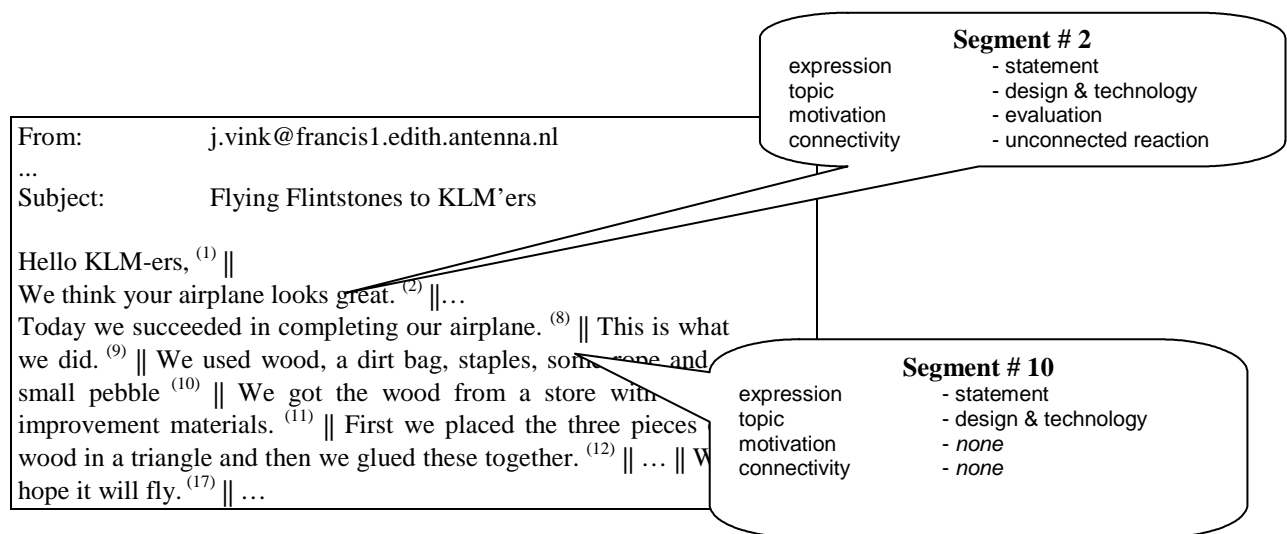 Segment # 2
expression - statement
topic - design & technology
motivation - evaluation
connectivity - unconnected reaction
From: j.vink@francis1.edith.antenna.nl
...
Subject: Flying Flintstones to KLM'ers
Hello KLM-ers, (1) ||
We think your airplane looks great. (2) ||…
Today we succeeded in completing our airplane. (8) || This is what
we did. (9) || We used wood, a dirt bag, staples, some rope and
small pebble (10) || We got the wood from a store with
improvement materials. (11) || First we placed the three pieces
wood in a triangle and then we glued these together. (12) || … ||
hope it will fly. (17) || …
Segment # 10
expression - statement
topic - design & technology
motivation - none
connectivity - none